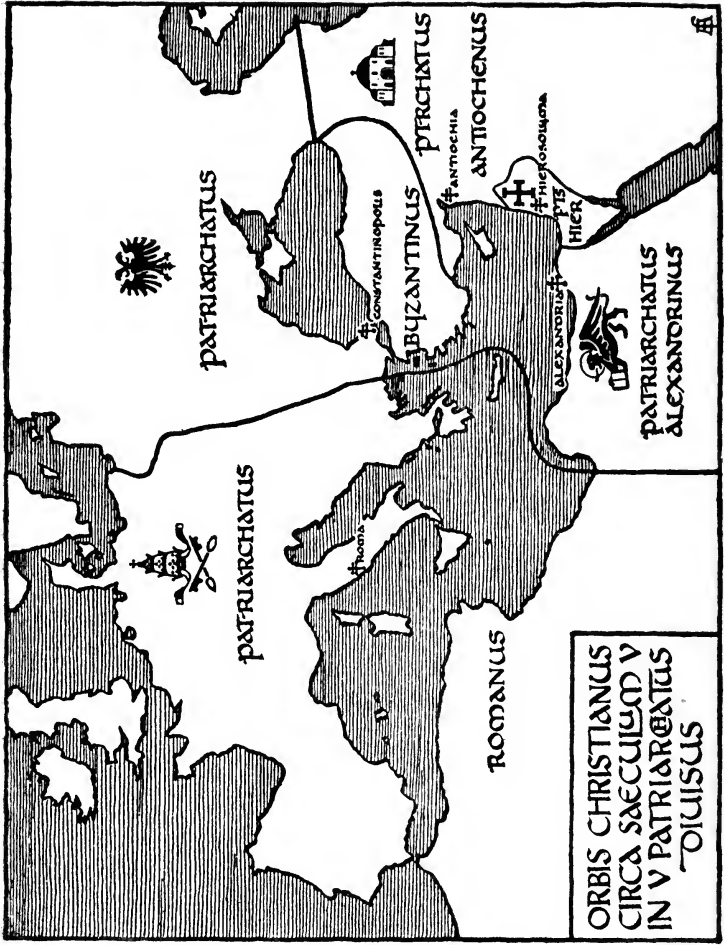 PATRIARCHATUS
PATRIARCHATUS
PTRCHATUS
ANTIOCHENUS
ANTIOCHIA
HIEROSOLYMA
PTS
HIER
CONSTANTINOPOLIS
BYZANTINUS
ROMA
ALEXANDRIA
PATRIARCHATUS
ALEXANDRINUS
ROMANUS
ORBIS CHRISTIANUS
CIRCA SAECULUM V
IN V PATRIARCHATUS
DIUISUS